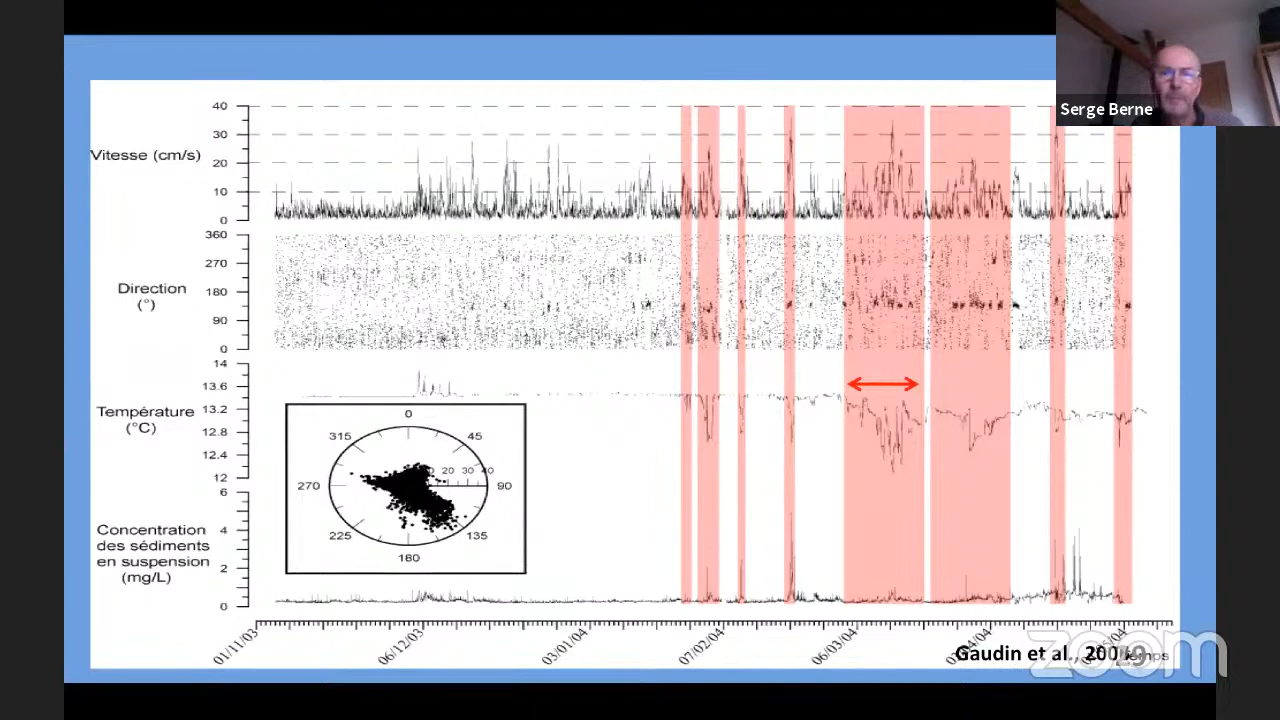 Serge Berne
40
30
Vitesse (cm/s)
20
10
0
360
270
Direction
(°)
180
90
0
14
13.6
Température
(°C)
13.2
12.8
12.4
12
0
315
45
20 30 40
270
90
225
135
180
6
Concentration
des sédiments
en suspension
(mg/L)
4
2
0
01/11/03
06/12/03
03/01/04
07/02/04
06/03/04
Gaudin et al.,
zoom